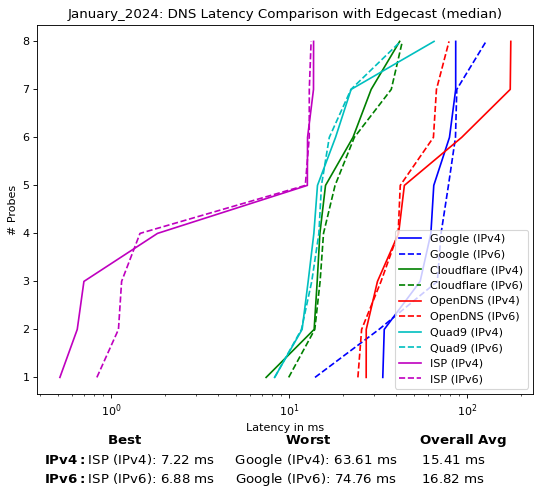 January_2024: DNS Latency Comparison with Edgecast (median)
# Probes
8
7
6
5
4
3
2
1
Google (IPv4)
Google (IPv6)
Cloudflare (IPv4)
Cloudflare (IPv6)
OpenDNS (IPv4)
OpenDNS (IPv6)
Quad9 (IPv4)
Quad9 (IPv6)
ISP (IPv4)
ISP (IPv6)
10⁰ 10¹ 10²
Latency in ms
Best Worst Overall Avg
IPv4: ISP (IPv4): 7.22 ms Google (IPv4): 63.61 ms 15.41 ms
IPv6: ISP (IPv6): 6.88 ms Google (IPv6): 74.76 ms 16.82 ms